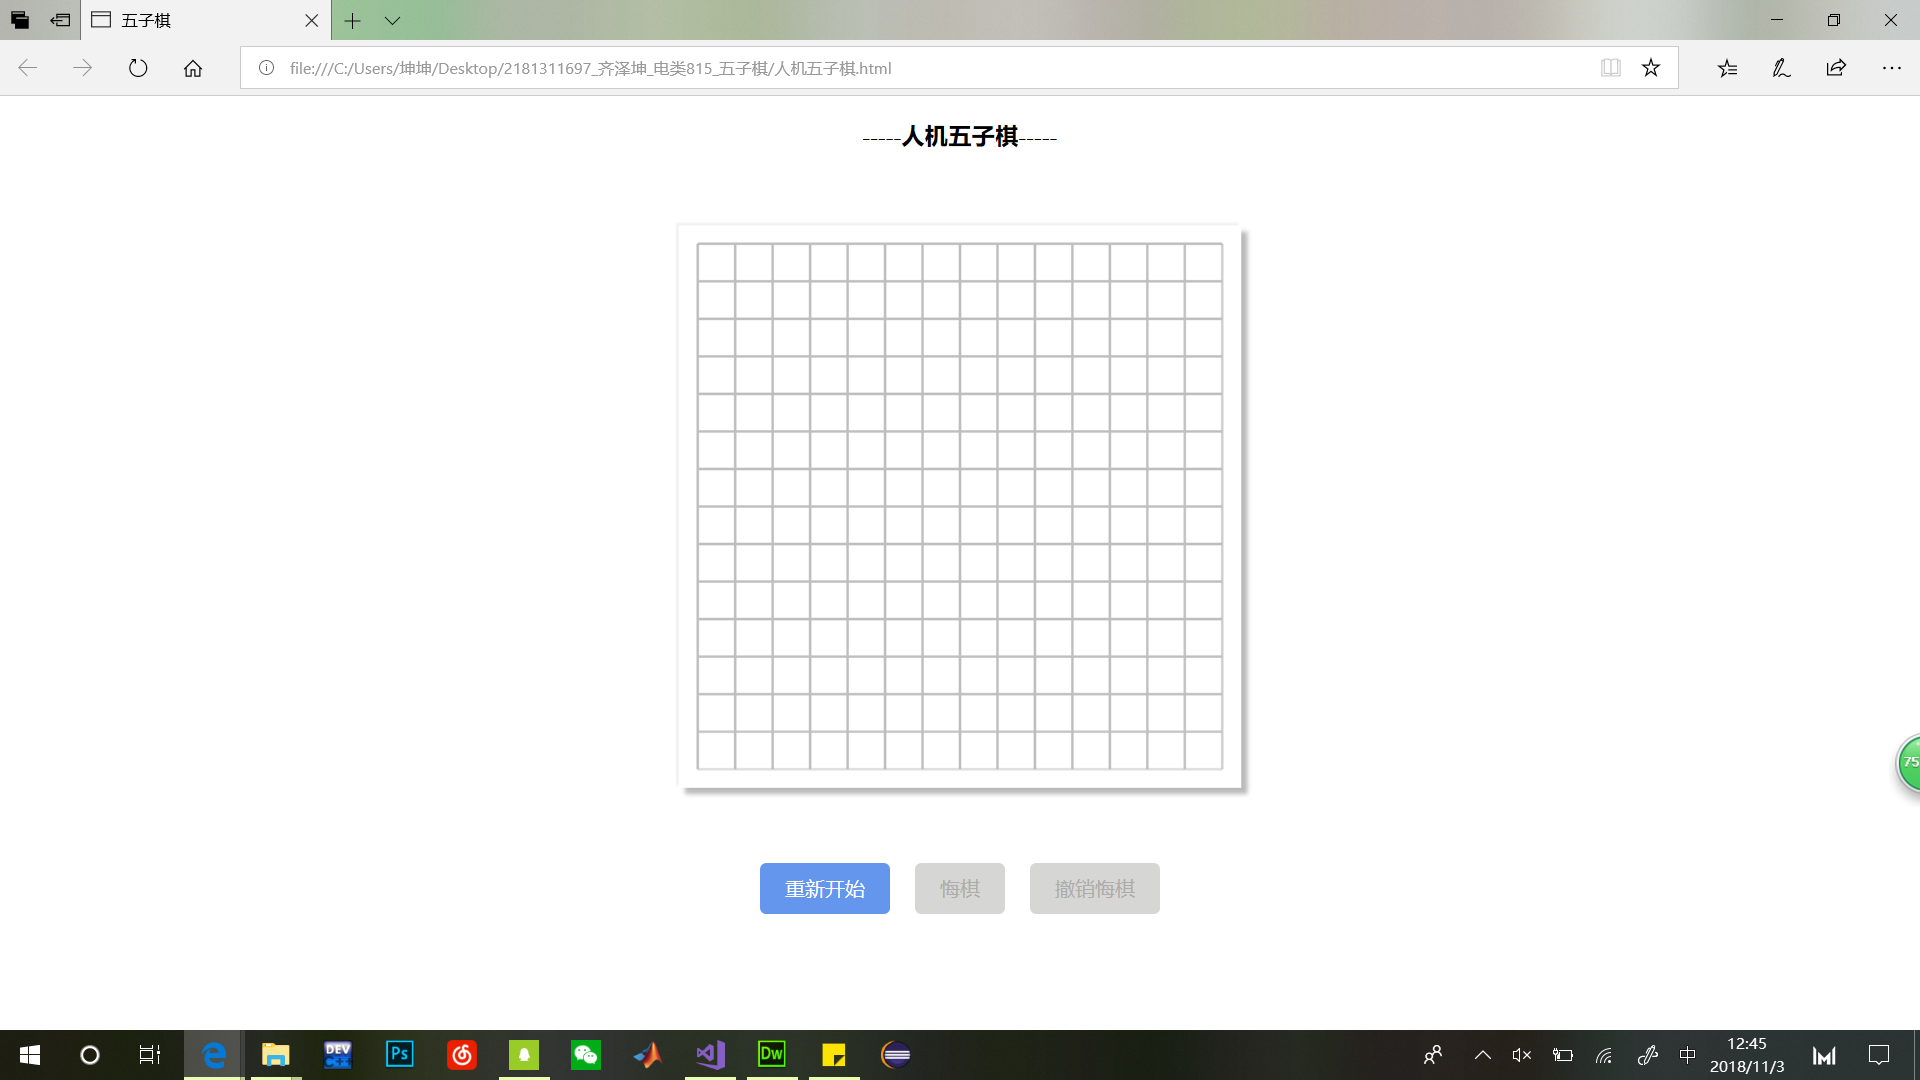 五子棋
file:///C:/Users/坤坤/Desktop/2181311697_齐泽坤_电类815_五子棋/人机五子棋.html
-----人机五子棋-----
75
重新开始
悔棋
撤销悔棋
DEV
C++
Ps
Dw
中
12:45
2018/11/3